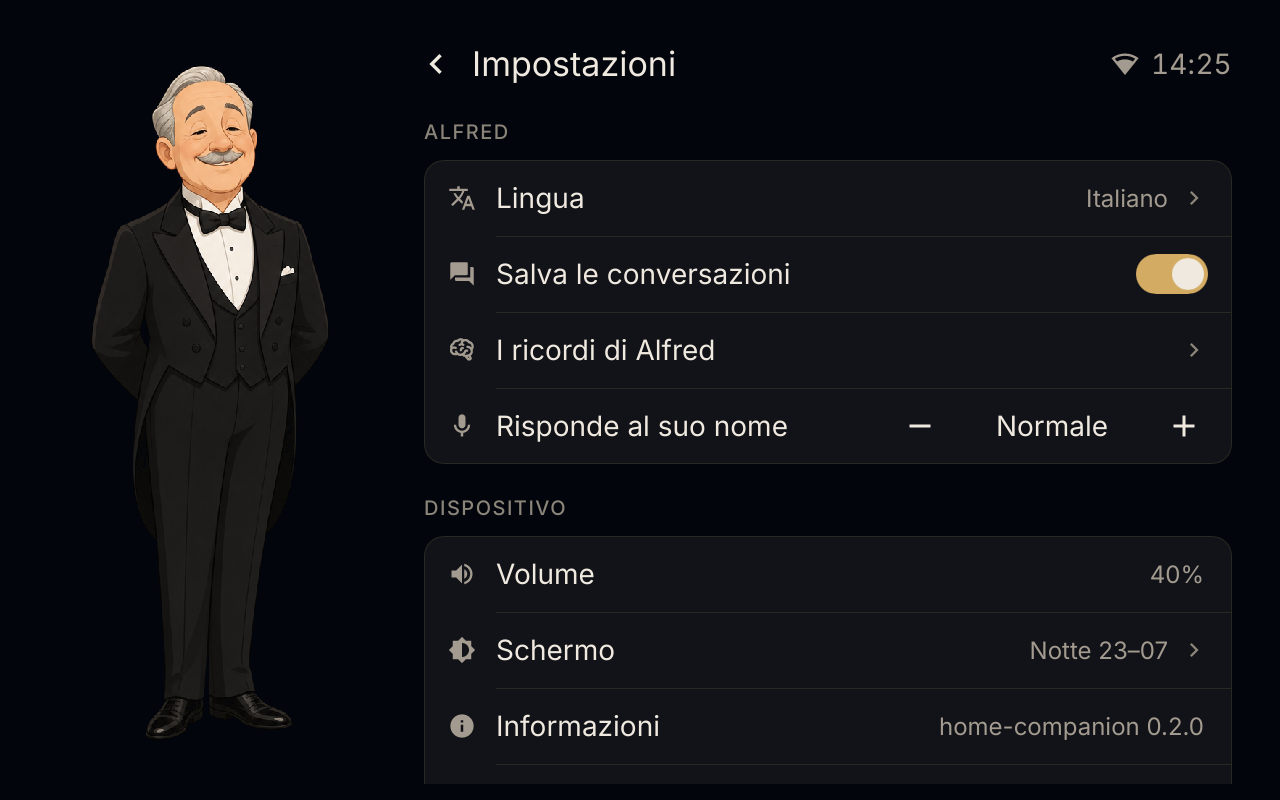 Impostazioni
14:25
ALFRED
Lingua Italiano
Salva le conversazioni
I ricordi di Alfred
Risponde al suo nome − Normale +
DISPOSITIVO
Volume 40%
Schermo Notte 23–07
Informazioni home-companion 0.2.0